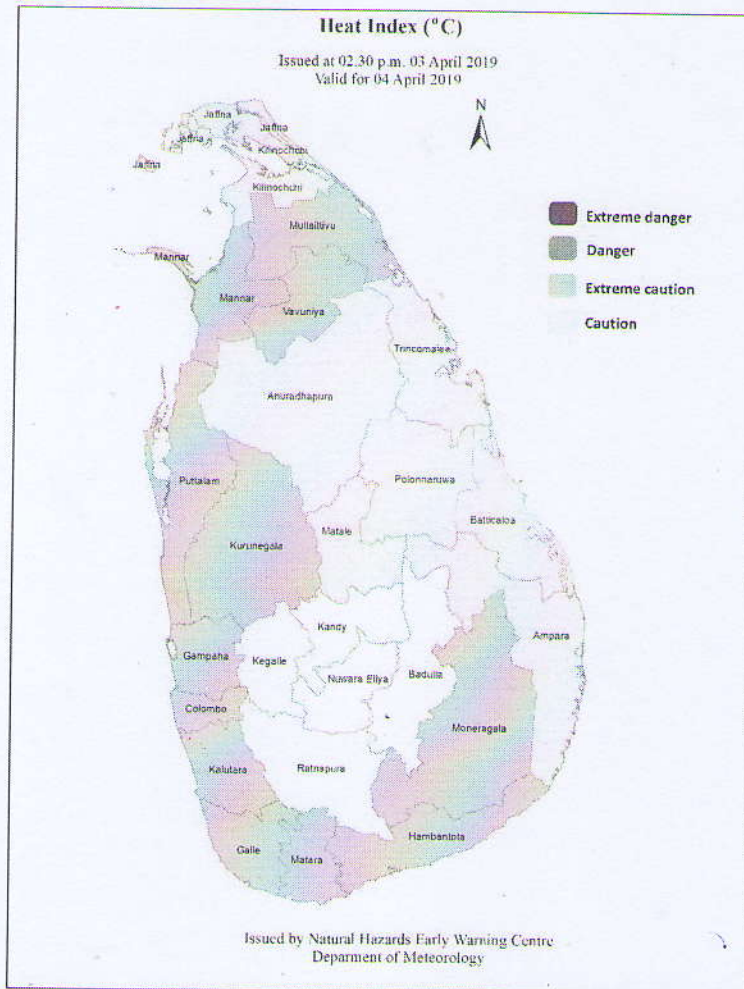 Heat Index (°C)
Issued at 02.30 p.m. 03 April 2019
Valid for 04 April 2019
N
Jaffna
Jaffna
Jaffna
Kilinochchi
Jaffna
Kilinochchi
Mullaitivu
Extreme danger
Danger
Mannar
Extreme caution
Mannar
Vavuniya
Caution
Trincomalee
Anuradhapura
Puttalam
Polonnaruwa
Batticaloa
Matale
Kurunegala
Kandy
Ampara
Gampaha
Kegalle
Nuwara Eliya
Badulla
Colombo
Moneragala
Kalutara
Ratnapura
Hambantota
Galle
Matara
Issued by Natural Hazards Early Warning Centre
Deparment of Meteorology